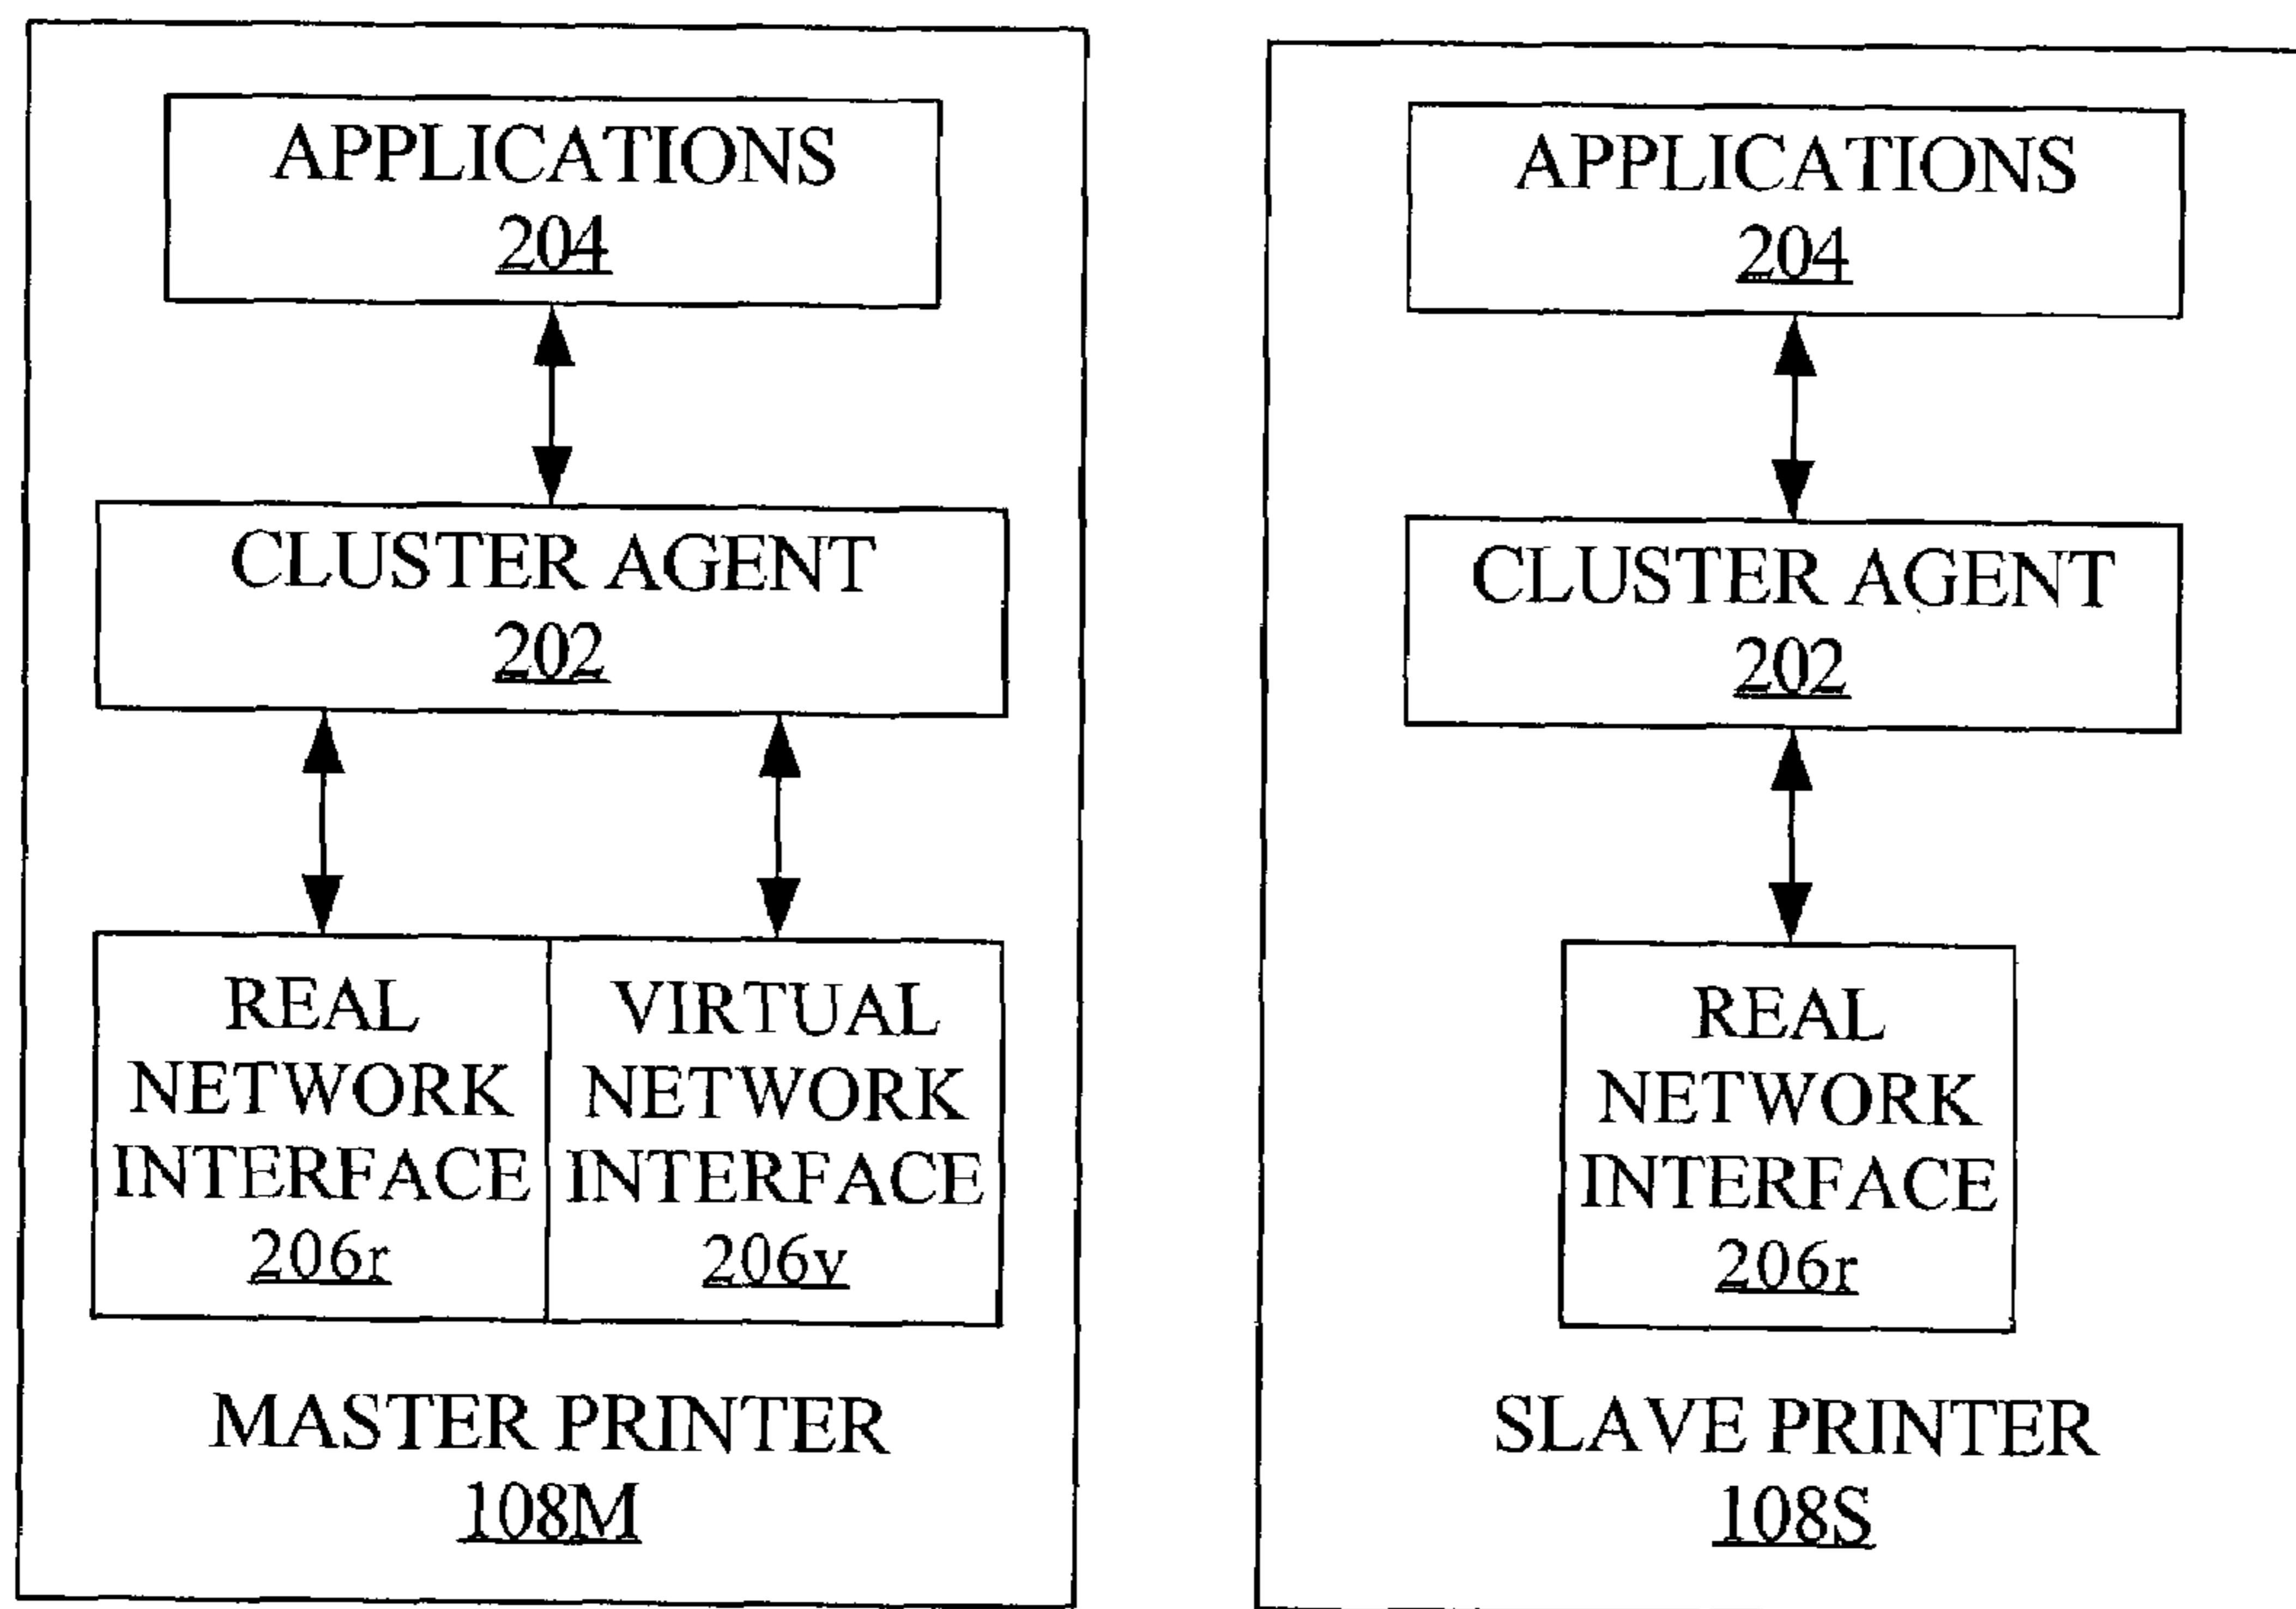 APPLICATIONS
204
CLUSTER AGENT
202
REAL
NETWORK
INTERFACE
206r
VIRTUAL
NETWORK
INTERFACE
206v
MASTER PRINTER
108M
APPLICATIONS
204
CLUSTER AGENT
202
REAL
NETWORK
INTERFACE
206r
SLAVE PRINTER
108S